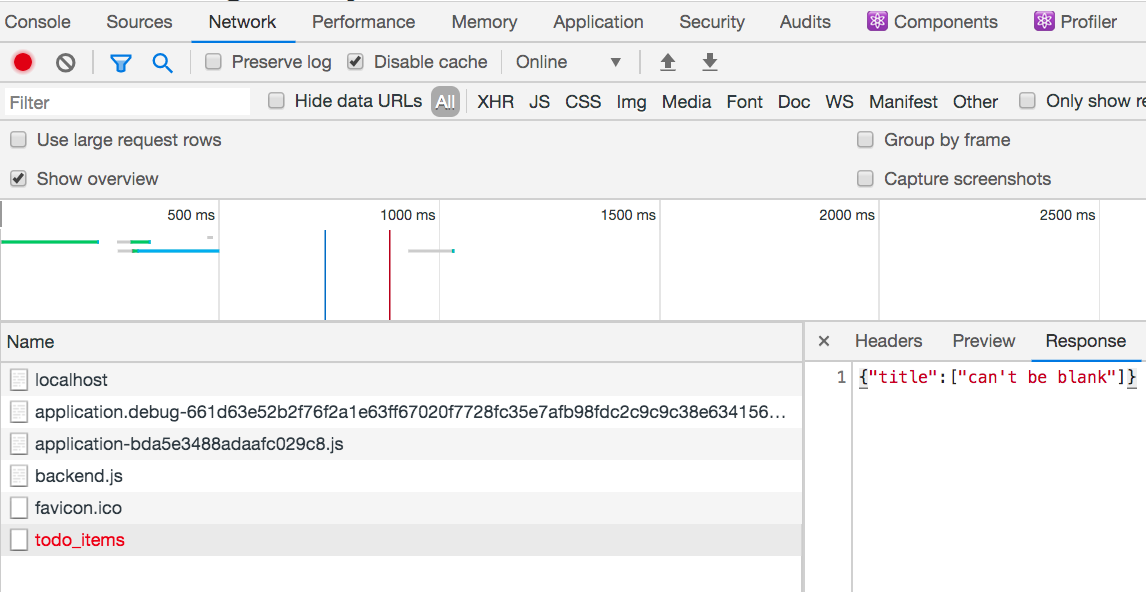 Console Sources Network Performance Memory Application Security Audits Components Profiler
Preserve log Disable cache Online
Filter Hide data URLs All XHR JS CSS Img Media Font Doc WS Manifest Other Only show re
Use large request rows Group by frame
Show overview Capture screenshots
500 ms 1000 ms 1500 ms 2000 ms 2500 ms
Name × Headers Preview Response
localhost 1 {"title":["can't be blank"]}
application.debug-661d63e52b2f76f2a1e63ff67020f7728fc35e7afb98fdc2c9c9c38e634156…
application-bda5e3488adaafc029c8.js
backend.js
favicon.ico
todo_items